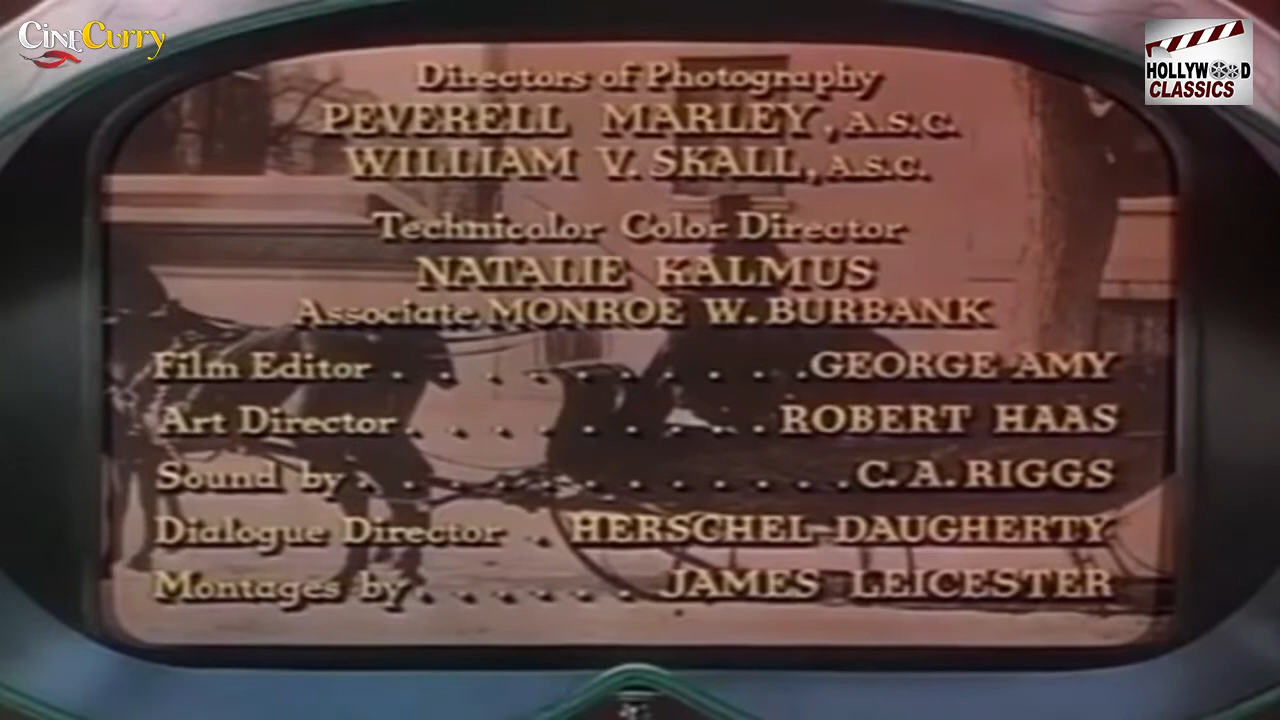 CINECURRY
HOLLYWOOD
CLASSICS
Directors of Photography
PEVERELL MARLEY, A.S.C.
WILLIAM V. SKALL, A.S.C.
Technicolor Color Director
NATALIE KALMUS
Associate MONROE W. BURBANK
Film Editor . . . . . . . . . . . GEORGE AMY
Art Director . . . . . . . . . ROBERT HAAS
Sound by . . . . . . . . . . . . C. A. RIGGS
Dialogue Director . HERSCHEL DAUGHERTY
Montages by . . . . . . JAMES LEICESTER